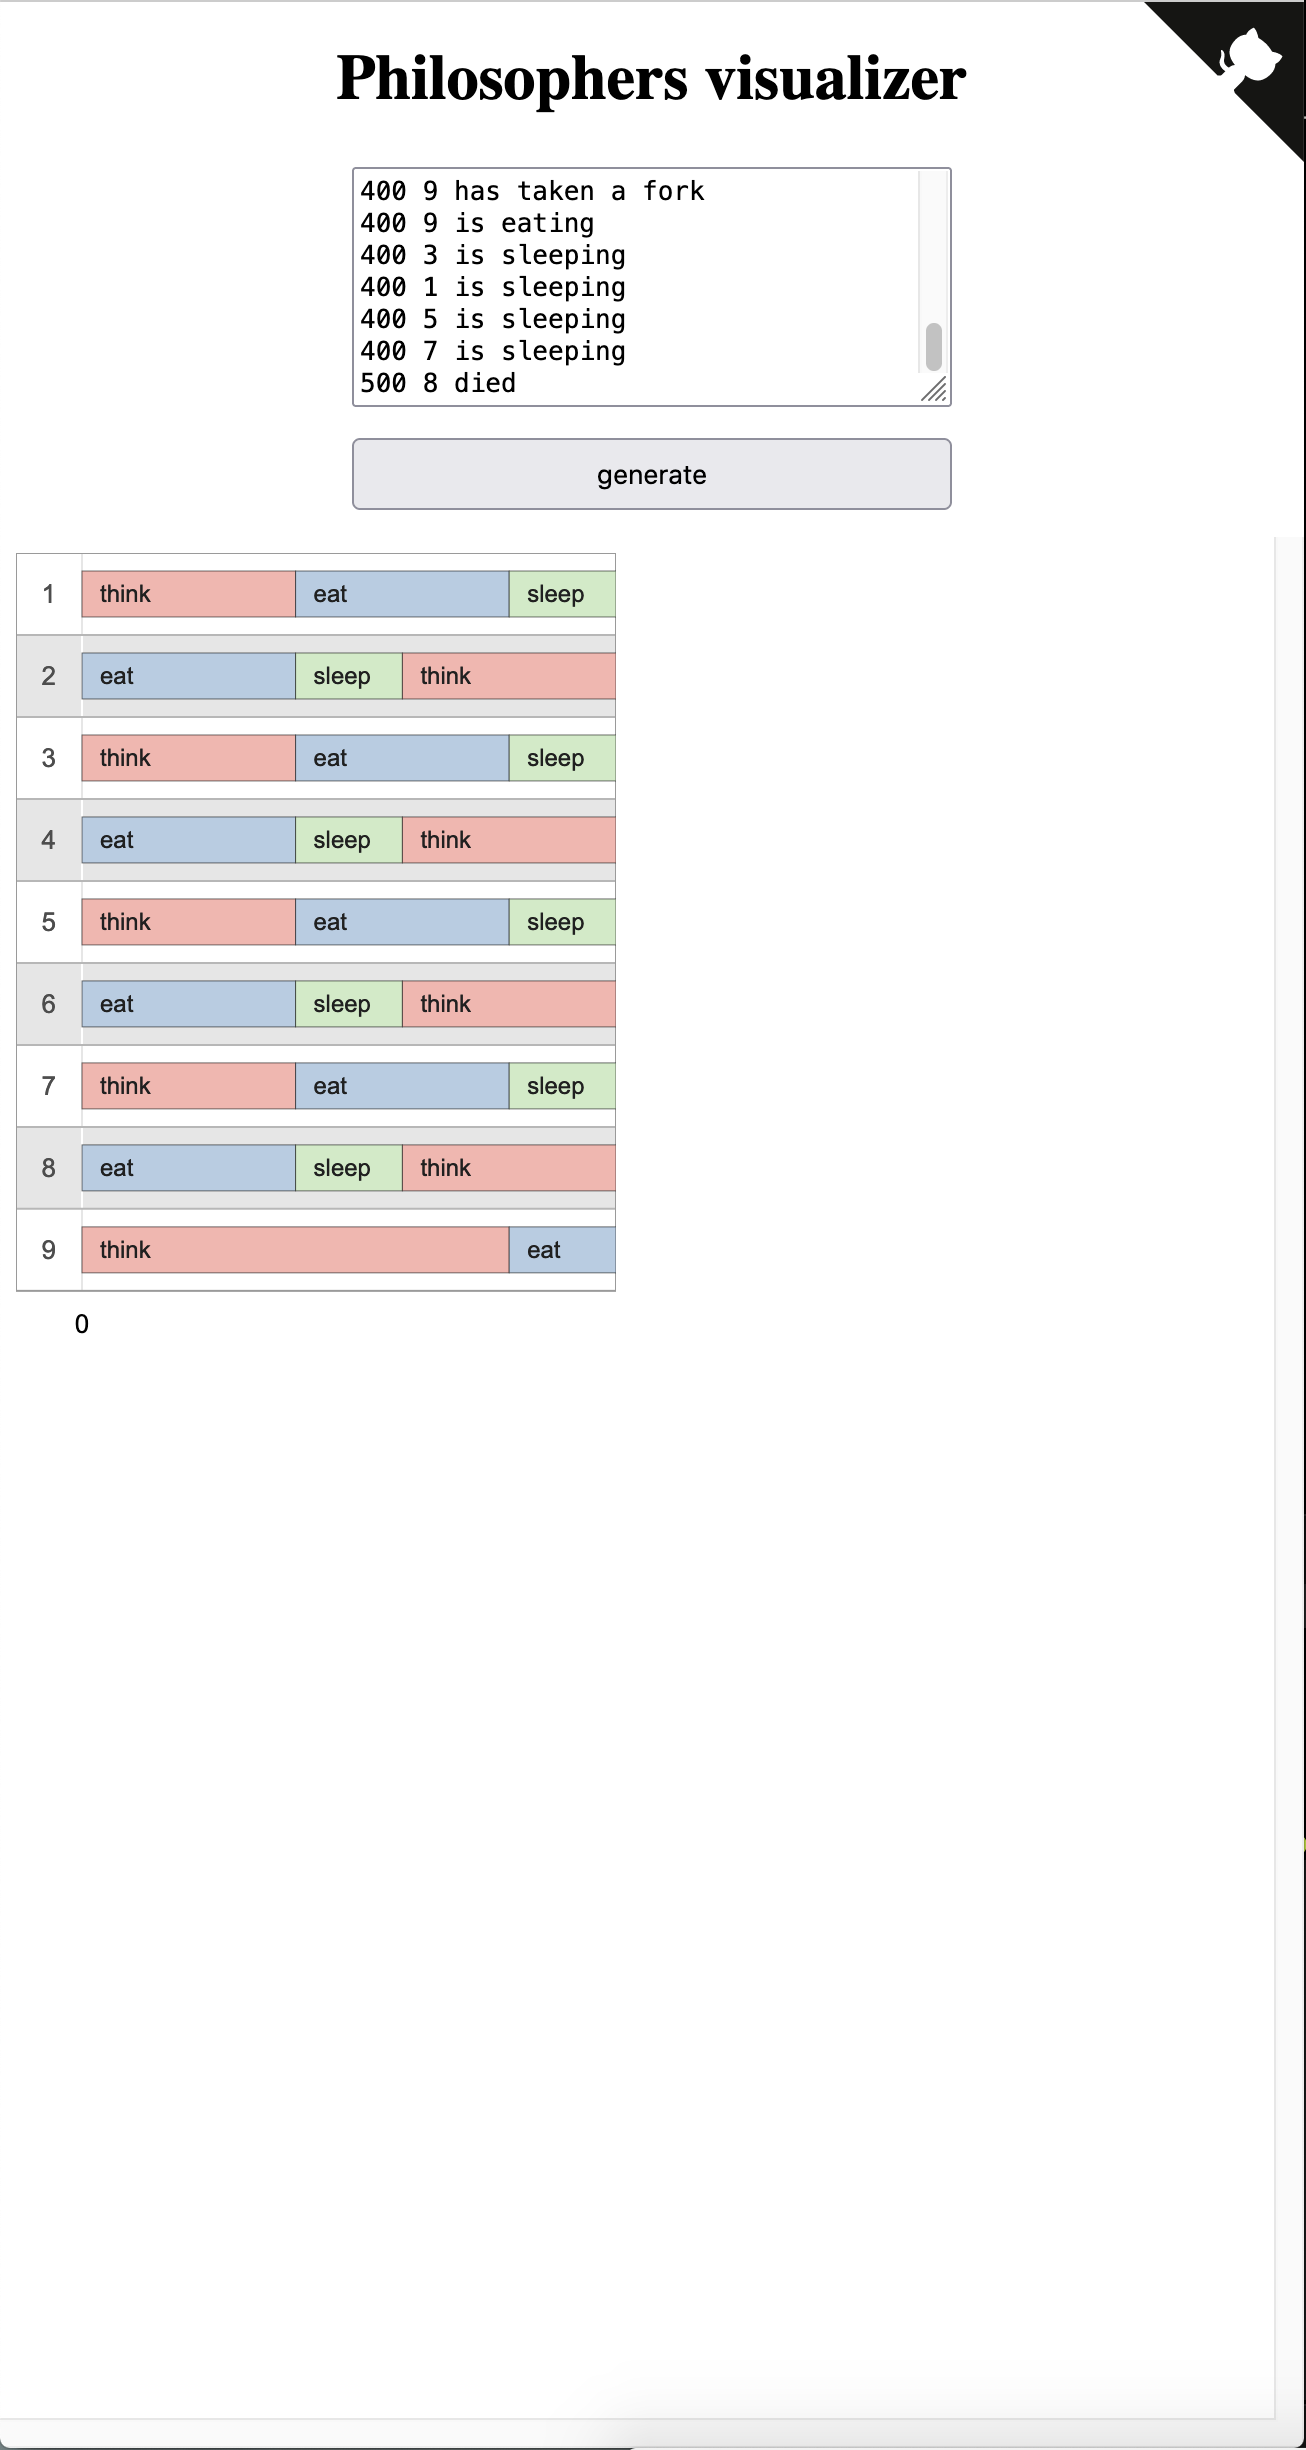 Philosophers visualizer
400 9 has taken a fork
400 9 is eating
400 3 is sleeping
400 1 is sleeping
400 5 is sleeping
400 7 is sleeping
500 8 died
generate
1 think eat sleep
2 eat sleep think
3 think eat sleep
4 eat sleep think
5 think eat sleep
6 eat sleep think
7 think eat sleep
8 eat sleep think
9 think eat
0